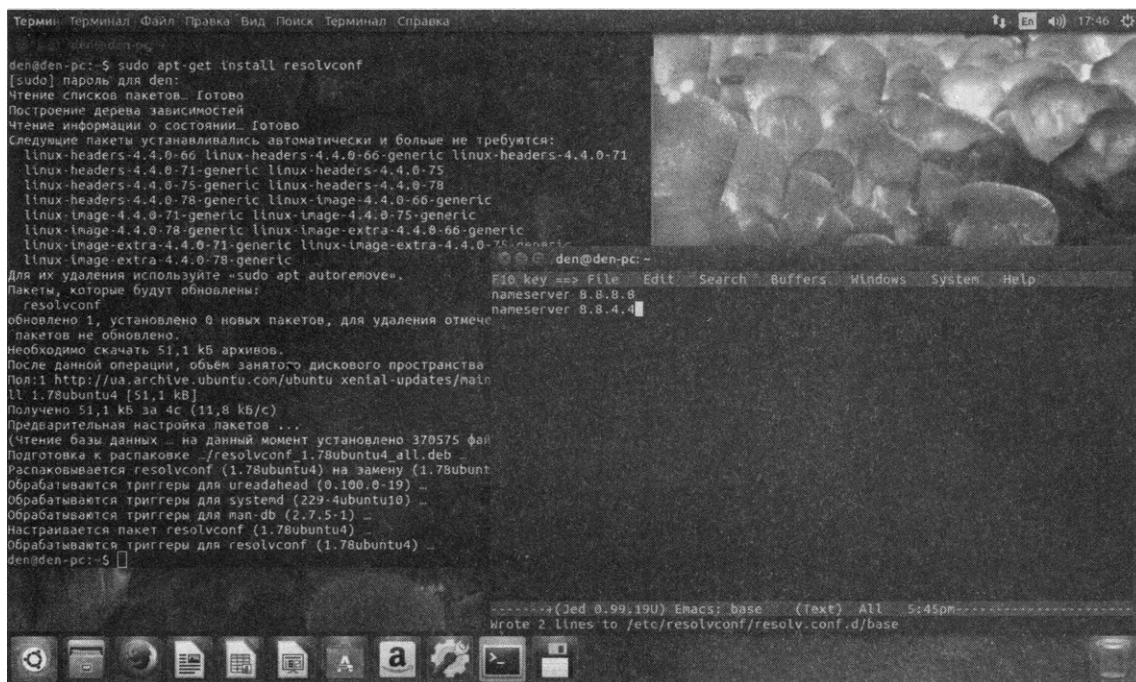 Терминал Файл Правка Вид Поиск Терминал Справка
En 17:46
den@den-pc:~$ sudo apt-get install resolvconf
[sudo] пароль для den:
Чтение списков пакетов… Готово
Построение дерева зависимостей
Чтение информации о состоянии… Готово
Следующие пакеты устанавливались автоматически и больше не требуются:
linux-headers-4.4.0-66 linux-headers-4.4.0-66-generic linux-headers-4.4.0-71
linux-headers-4.4.0-71-generic linux-headers-4.4.0-75
linux-headers-4.4.0-75-generic linux-headers-4.4.0-78
linux-headers-4.4.0-78-generic linux-image-4.4.0-66-generic
linux-image-4.4.0-71-generic linux-image-4.4.0-75-generic
linux-image-4.4.0-78-generic linux-image-extra-4.4.0-66-generic
linux-image-extra-4.4.0-71-generic linux-image-extra-4.4.0-75-generic
linux-image-extra-4.4.0-78-generic
Для их удаления используйте «sudo apt autoremove».
Пакеты, которые будут обновлены:
resolvconf
обновлено 1, установлено 0 новых пакетов, для удаления отмече
пакетов не обновлено.
Необходимо скачать 51,1 kБ архивов.
После данной операции, объём занятого дискового пространства
Пол:1 http://ua.archive.ubuntu.com/ubuntu xenial-updates/main
ll 1.78ubuntu4 [51,1 kB]
Получено 51,1 kБ за 4с (11,8 kБ/c)
Предварительная настройка пакетов ...
(Чтение базы данных … на данный момент установлено 370575 фай
Подготовка к распаковке …/resolvconf_1.78ubuntu4_all.deb …
Распаковывается resolvconf (1.78ubuntu4) на замену (1.78ubunt
Обрабатываются триггеры для ureadahead (0.100.0-19) …
Обрабатываются триггеры для systemd (229-4ubuntu10) …
Обрабатываются триггеры для man-db (2.7.5-1) …
Настраивается пакет resolvconf (1.78ubuntu4) …
Обрабатываются триггеры для resolvconf (1.78ubuntu4) …
den@den-pc:~$
den@den-pc: ~
F10 key ==> File Edit Search Buffers Windows System Help
nameserver 8.8.8.8
nameserver 8.8.4.4
-------+(Jed 0.99.19U) Emacs: base (Text) All 5:45pm-----------------------
Wrote 2 lines to /etc/resolvconf/resolv.conf.d/base